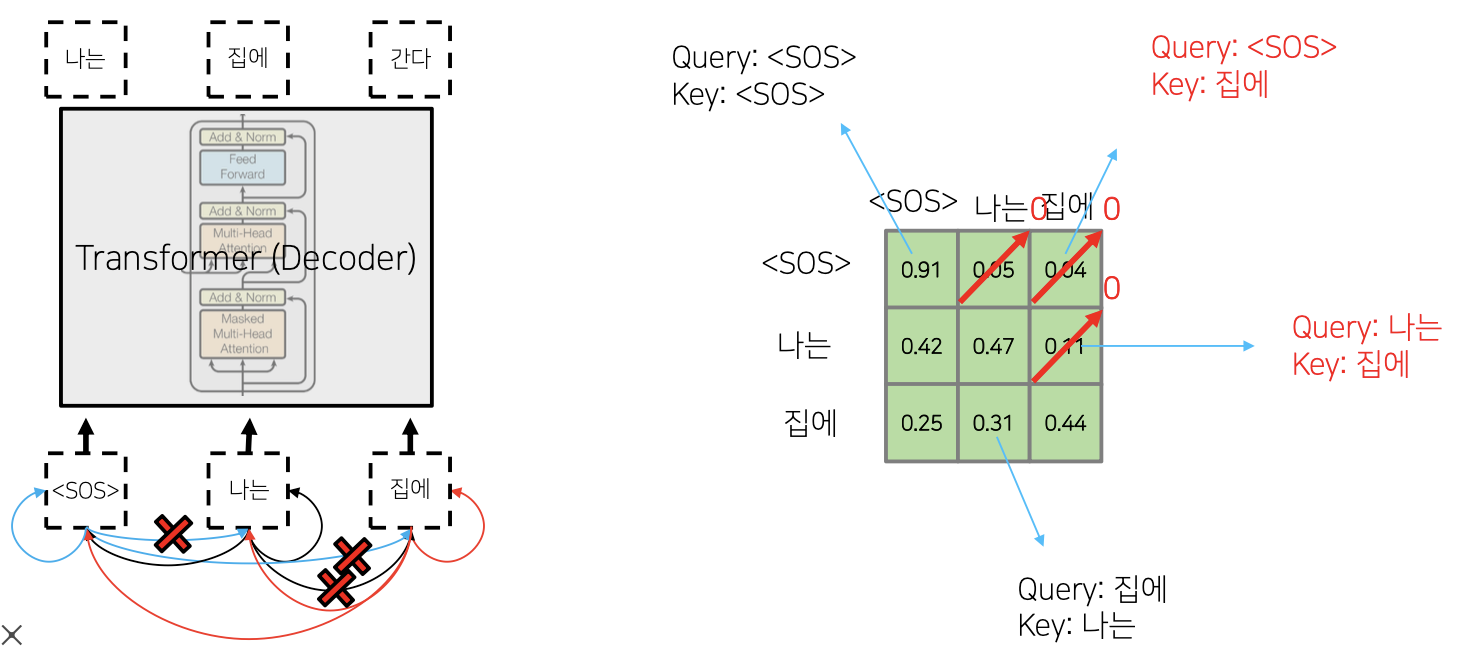 나는 집에 간다
Add & Norm
Feed
Forward
Add & Norm
Multi-Head
Attention
Transformer (Decoder)
Add & Norm
Masked
Multi-Head
Attention
<SOS> 나는 집에
Query: <SOS>
Key: <SOS>
Query: <SOS>
Key: 집에
<SOS> 나는 0 집에 0
<SOS> 0.91 0.05 0.04
0
나는 0.42 0.47 0.11
Query: 나는
Key: 집에
집에 0.25 0.31 0.44
Query: 집에
Key: 나는